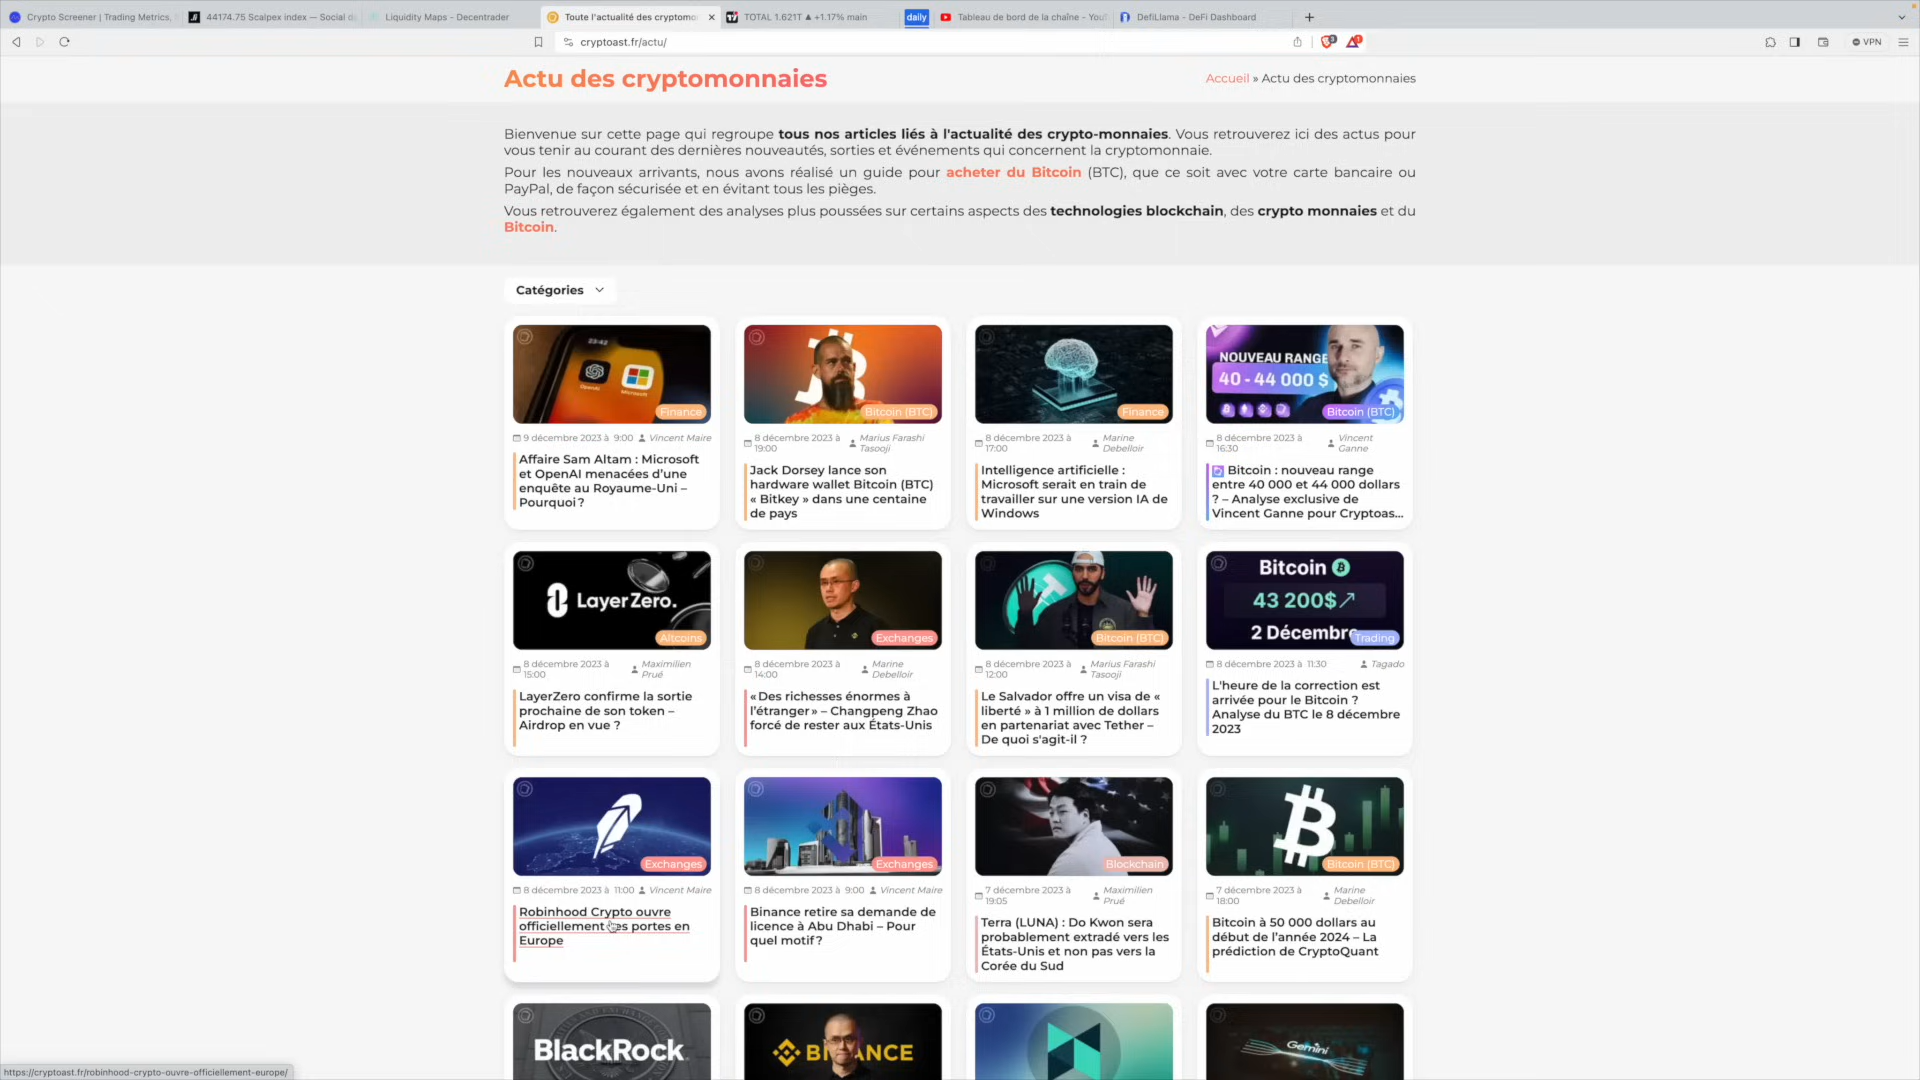 Crypto Screener | Trading Metrics,
44174.75 Scalpex index — Social d
Liquidity Maps - Decentrader
Toute l'actualité des cryptomo
TOTAL 1.621T ▲ +1.17% main
daily
Tableau de bord de la chaîne - YouT
DefiLlama - DeFi Dashboard
cryptoast.fr/actu/
VPN
Actu des cryptomonnaies
Accueil » Actu des cryptomonnaies
Bienvenue sur cette page qui regroupe tous nos articles liés à l'actualité des crypto-monnaies. Vous retrouverez ici des actus pour
vous tenir au courant des dernières nouveautés, sorties et événements qui concernent la cryptomonnaie.
Pour les nouveaux arrivants, nous avons réalisé un guide pour acheter du Bitcoin (BTC), que ce soit avec votre carte bancaire ou
PayPal, de façon sécurisée et en évitant tous les pièges.
Vous retrouverez également des analyses plus poussées sur certains aspects des technologies blockchain, des crypto monnaies et du
Bitcoin.
Catégories
23:42
OpenAI
Microsoft
Finance
9 décembre 2023 à 9:00 Vincent Maire
Affaire Sam Altam : Microsoft
et OpenAI menacées d'une
enquête au Royaume-Uni –
Pourquoi ?
Bitcoin (BTC)
8 décembre 2023 à
19:00
Marius Farashi
Tasooji
Jack Dorsey lance son
hardware wallet Bitcoin (BTC)
« Bitkey » dans une centaine
de pays
Finance
8 décembre 2023 à
17:00
Marine
Debelloir
Intelligence artificielle :
Microsoft serait en train de
travailler sur une version IA de
Windows
NOUVEAU RANGE
40 - 44 000 $
Bitcoin (BTC)
8 décembre 2023 à
16:30
Vincent
Ganne
Bitcoin : nouveau range
entre 40 000 et 44 000 dollars
? – Analyse exclusive de
Vincent Ganne pour Cryptoas...
LayerZero.
Altcoins
8 décembre 2023 à
15:00
Maximilien
Prué
LayerZero confirme la sortie
prochaine de son token –
Airdrop en vue ?
Exchanges
8 décembre 2023 à
14:00
Marine
Debelloir
« Des richesses énormes à
l'étranger » – Changpeng Zhao
forcé de rester aux États-Unis
Bitcoin (BTC)
8 décembre 2023 à
12:00
Marius Farashi
Tasooji
Le Salvador offre un visa de «
liberté » à 1 million de dollars
en partenariat avec Tether –
De quoi s'agit-il ?
Bitcoin
43 200$
2 Décembre
Trading
8 décembre 2023 à 11:30 Tagado
L'heure de la correction est
arrivée pour le Bitcoin ?
Analyse du BTC le 8 décembre
2023
Exchanges
8 décembre 2023 à 11:00 Vincent Maire
Robinhood Crypto ouvre
officiellement ses portes en
Europe
Exchanges
8 décembre 2023 à 9:00 Vincent Maire
Binance retire sa demande de
licence à Abu Dhabi – Pour
quel motif ?
Blockchain
7 décembre 2023 à
19:05
Maximilien
Prué
Terra (LUNA) : Do Kwon sera
probablement extradé vers les
États-Unis et non pas vers la
Corée du Sud
Bitcoin (BTC)
7 décembre 2023 à
18:00
Marine
Debelloir
Bitcoin à 50 000 dollars au
début de l'année 2024 – La
prédiction de CryptoQuant
BlackRock
BINANCE
Gemini
https://cryptoast.fr/robinhood-crypto-ouvre-officiellement-europe/